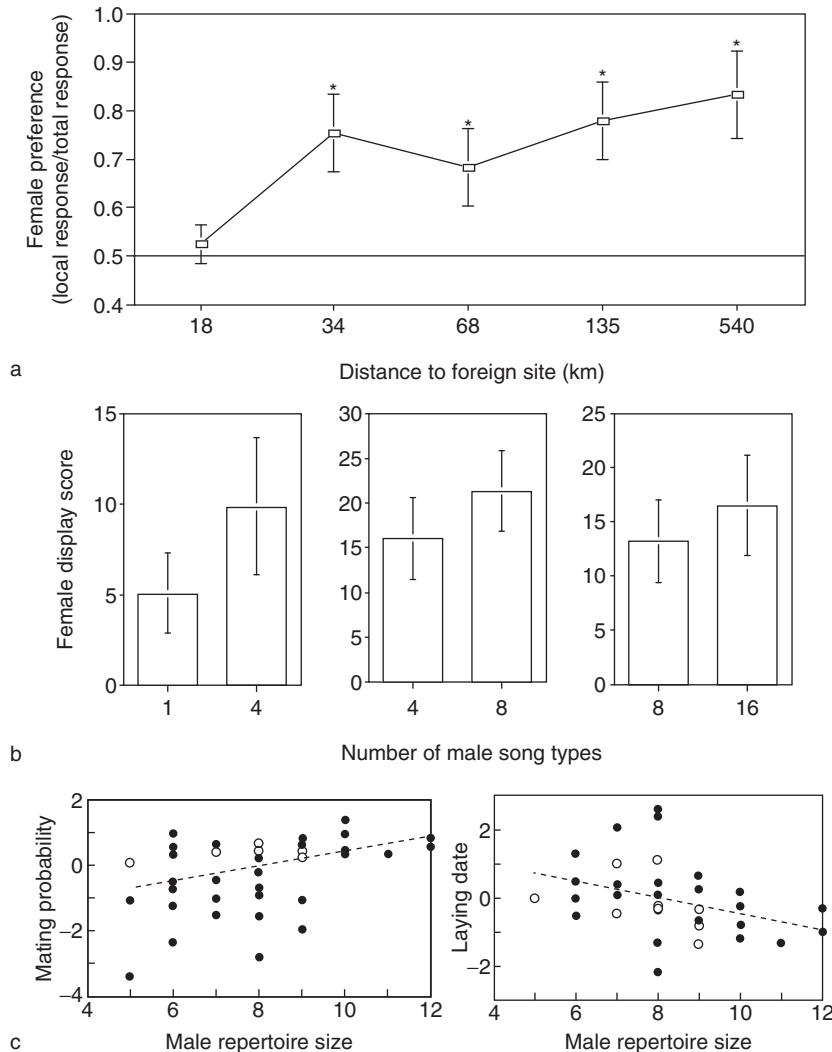 1.0
0.9
0.8
0.7
0.6
0.5
0.4
Female preference
(local response/total response)
* * * * 
18 34 68 135 540
a Distance to foreign site (km)
Female display score
15
10
5
0
1 4
30
25
20
15
10
5
0
4 8
25
20
15
10
5
0
8 16
b Number of male song types
Mating probability
2
0
−2
−4
4 6 8 10 12
Male repertoire size
Laying date
2
0
−2
4 6 8 10 12
Male repertoire size
c